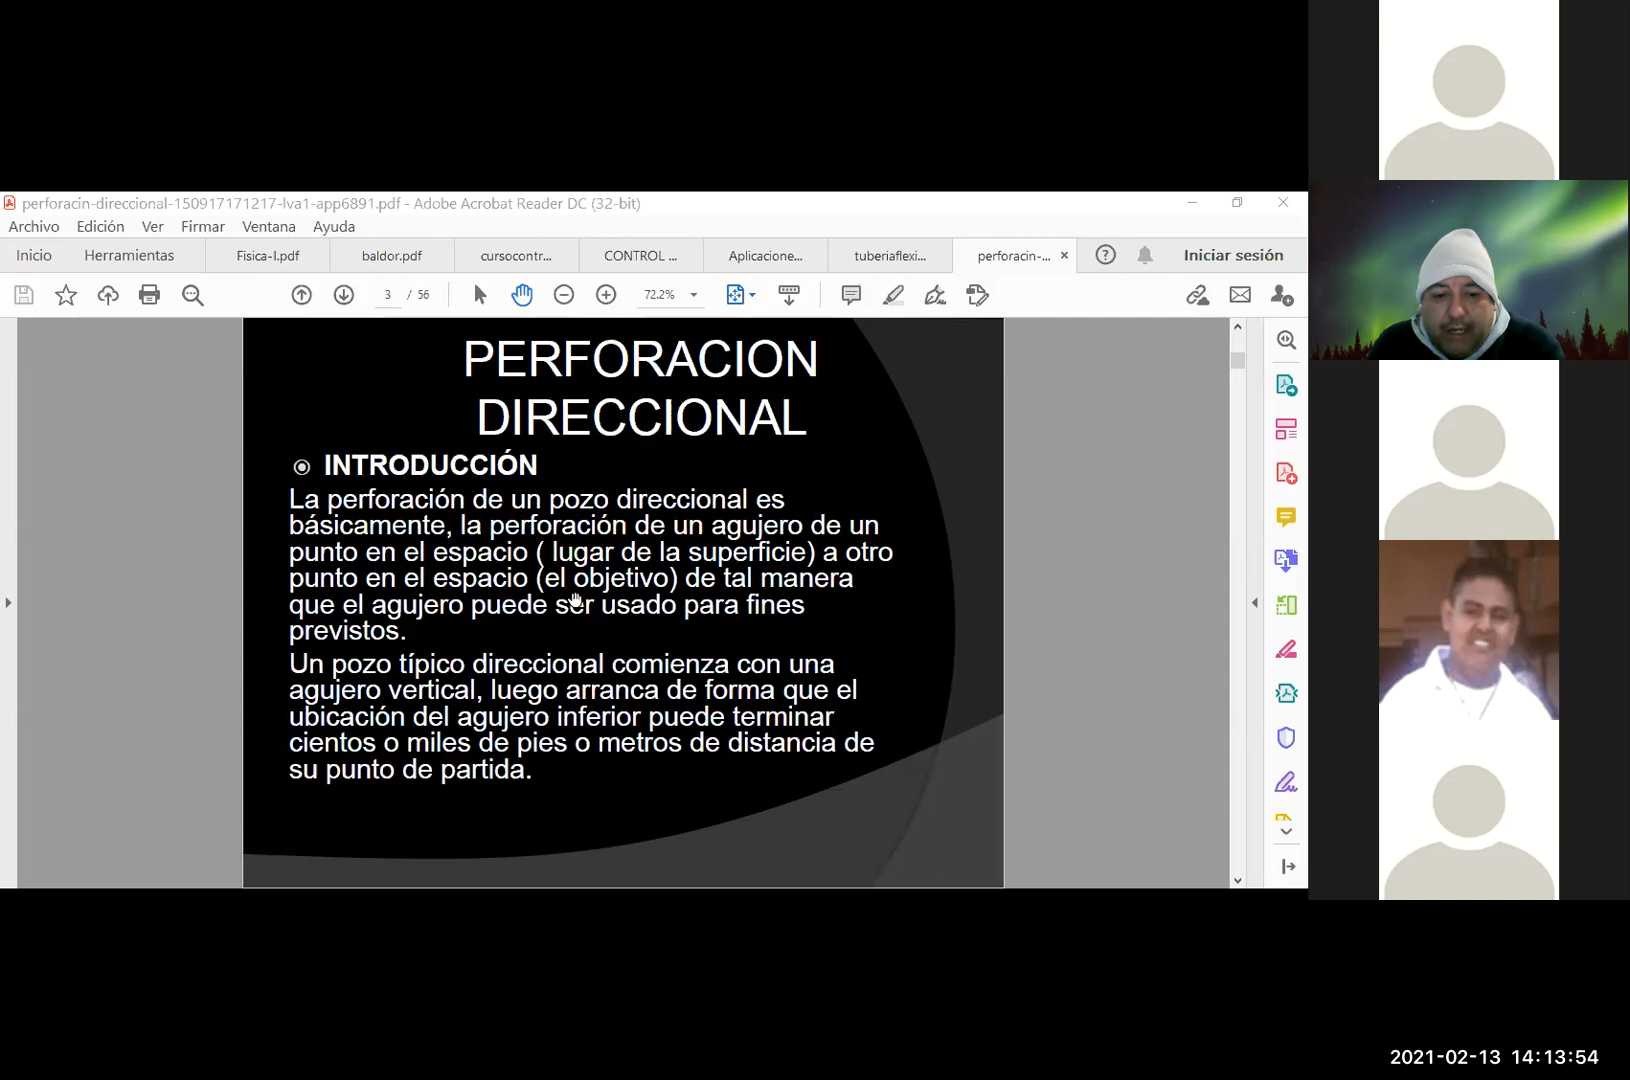 perforacin-direccional-150917171217-lva1-app6891.pdf - Adobe Acrobat Reader DC (32-bit)
Archivo Edición Ver Firmar Ventana Ayuda
Inicio Herramientas Fisica-I.pdf baldor.pdf cursocontr... CONTROL ... Aplicacione... tuberiaflexi... perforacin-... Iniciar sesión
3 / 56 72.2%
PERFORACION
DIRECCIONAL
INTRODUCCIÓN
La perforación de un pozo direccional es
básicamente, la perforación de un agujero de un
punto en el espacio ( lugar de la superficie) a otro
punto en el espacio (el objetivo) de tal manera
que el agujero puede ser usado para fines
previstos.
Un pozo típico direccional comienza con una
agujero vertical, luego arranca de forma que el
ubicación del agujero inferior puede terminar
cientos o miles de pies o metros de distancia de
su punto de partida.
2021-02-13 14:13:54